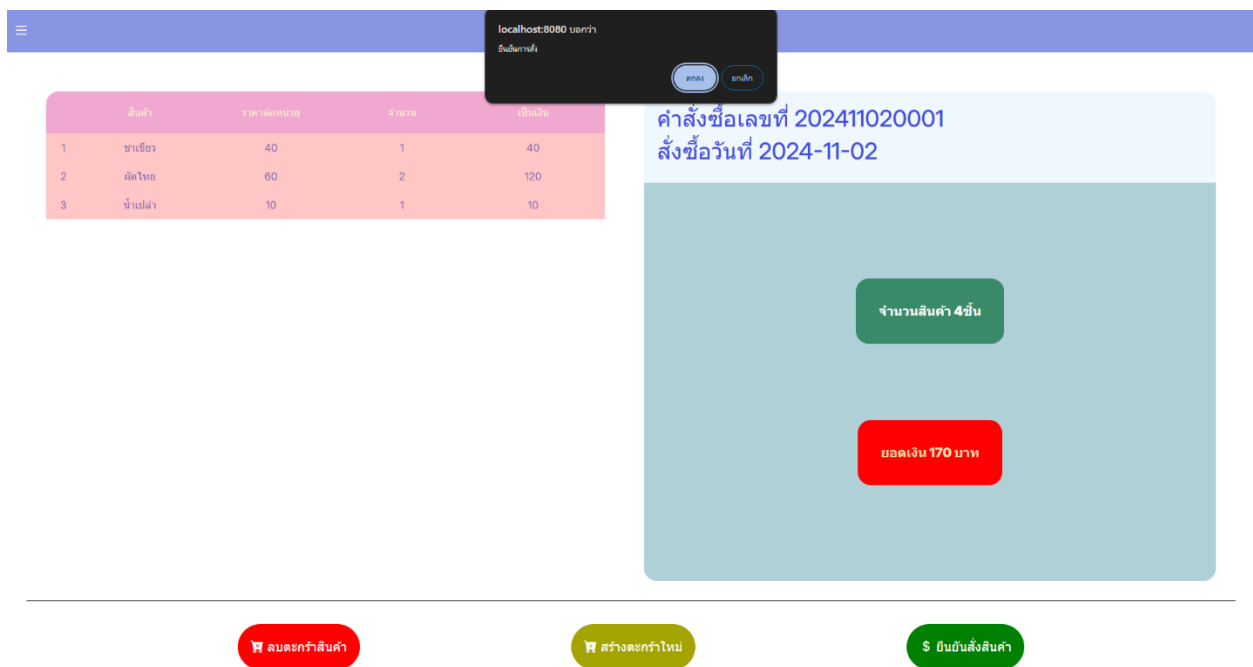 localhost:8080 บอกว่า
ยืนยันการสั่ง
ตกลง ยกเลิก
สินค้า ราคาต่อหน่วย จำนวน เป็นเงิน
1 ชาเขียว 40 1 40
2 ผัดไทย 60 2 120
3 น้ำเปล่า 10 1 10
คำสั่งซื้อเลขที่ 202411020001
สั่งซื้อวันที่ 2024-11-02
จำนวนสินค้า 4ชิ้น
ยอดเงิน 170 บาท
ลบตะกร้าสินค้า
สร้างตะกร้าใหม่
$ ยืนยันสั่งสินค้า